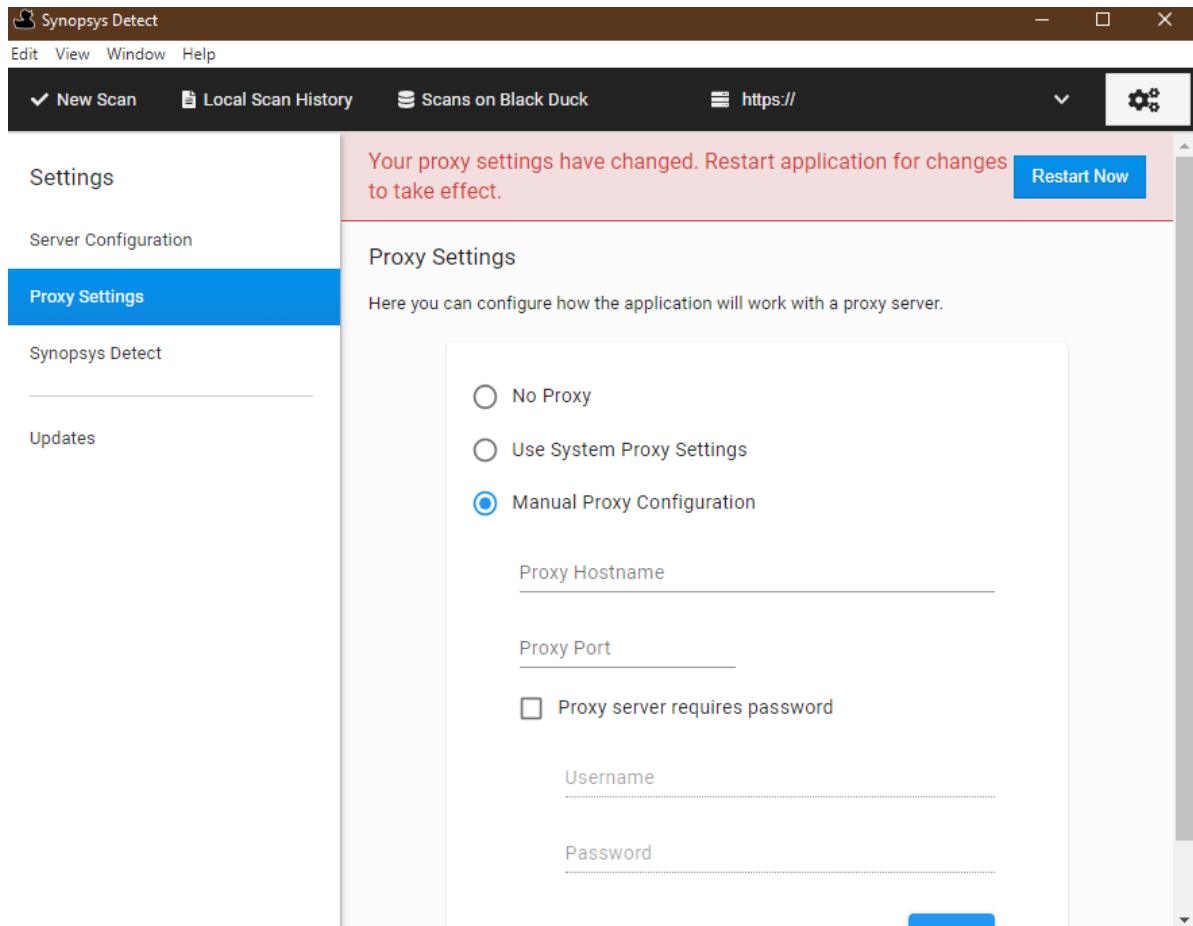 Synopsys Detect
Edit View Window Help
New Scan Local Scan History Scans on Black Duck https://
Settings
Server Configuration
Proxy Settings
Synopsys Detect
Updates
Your proxy settings have changed. Restart application for changes
to take effect.
Restart Now
Proxy Settings
Here you can configure how the application will work with a proxy server.
No Proxy
Use System Proxy Settings
Manual Proxy Configuration
Proxy Hostname
Proxy Port
Proxy server requires password
Username
Password